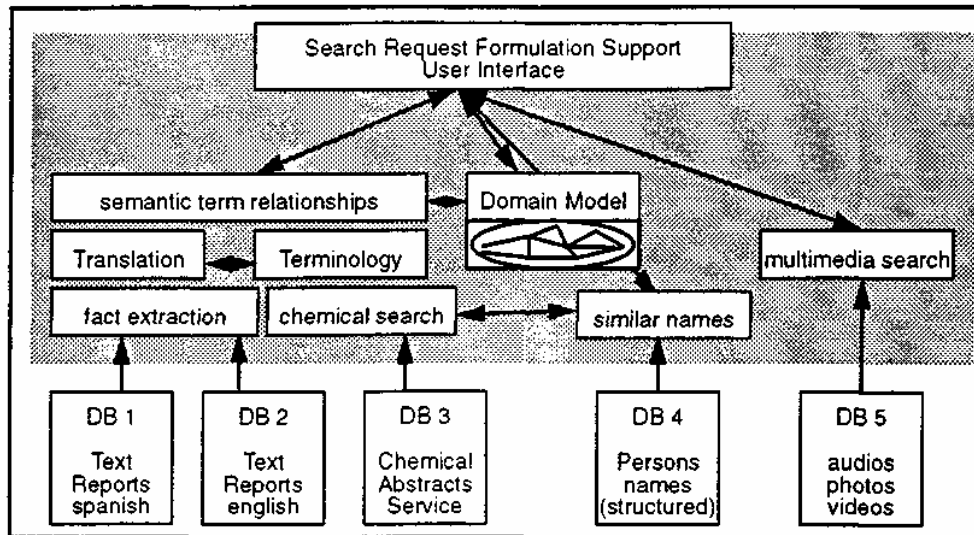 Search Request Formulation Support
User Interface
semantic term relationships
Domain Model
Translation
Terminology
multimedia search
fact extraction
chemical search
similar names
DB 1
Text
Reports
spanish
DB 2
Text
Reports
english
DB 3
Chemical
Abstracts
Service
DB 4
Persons
names
(structured)
DB 5
audios
photos
videos